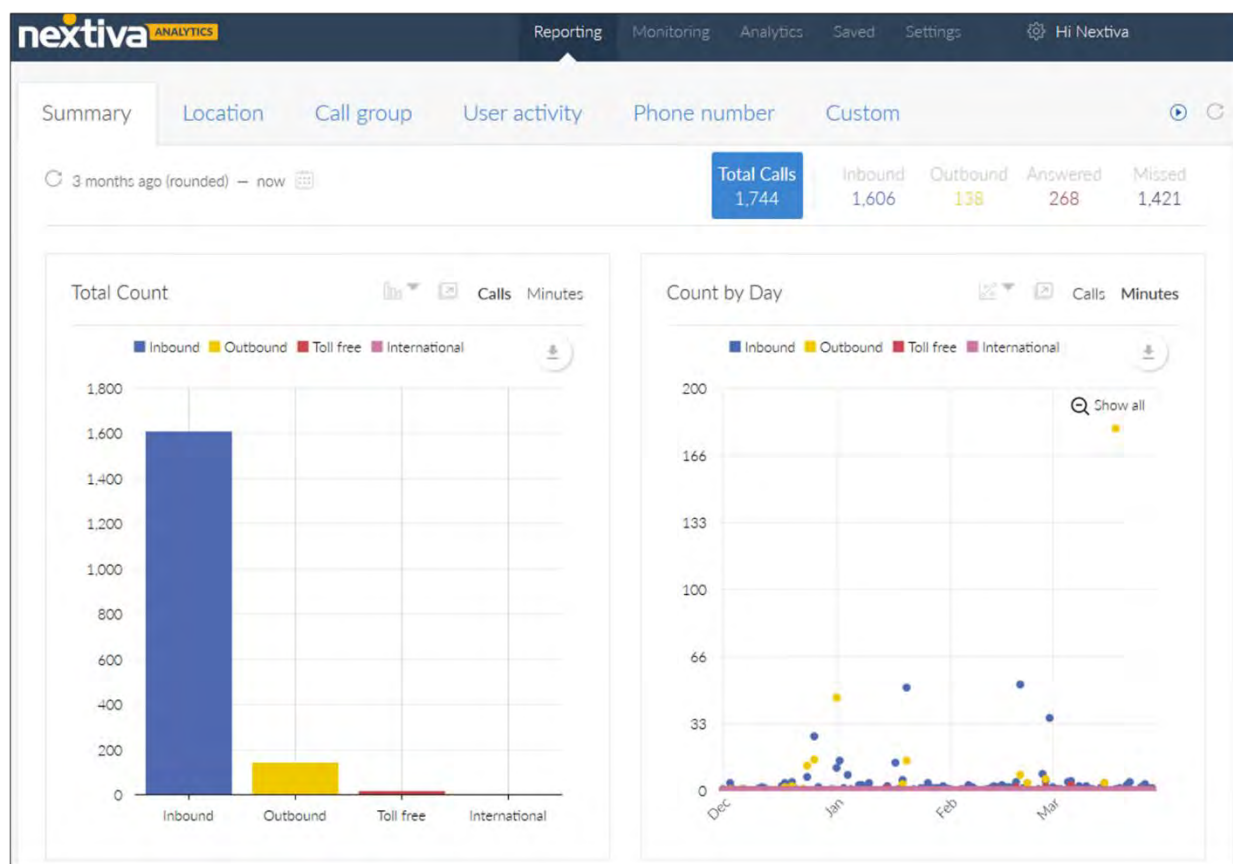 nextiva ANALYTICS
Reporting Monitoring Analytics Saved Settings Hi Nextiva
Summary Location Call group User activity Phone number Custom
3 months ago (rounded) – now
Total Calls Inbound Outbound Answered Missed
1,744 1,606 138 268 1,421
Total Count Calls Minutes
Inbound Outbound Toll free International
1,800
1,600
1,400
1,200
1,000
800
600
400
200
0
Inbound Outbound Toll free International
Count by Day Calls Minutes
Inbound Outbound Toll free International
Show all
200
166
133
100
66
33
0
Dec Jan Feb Mar